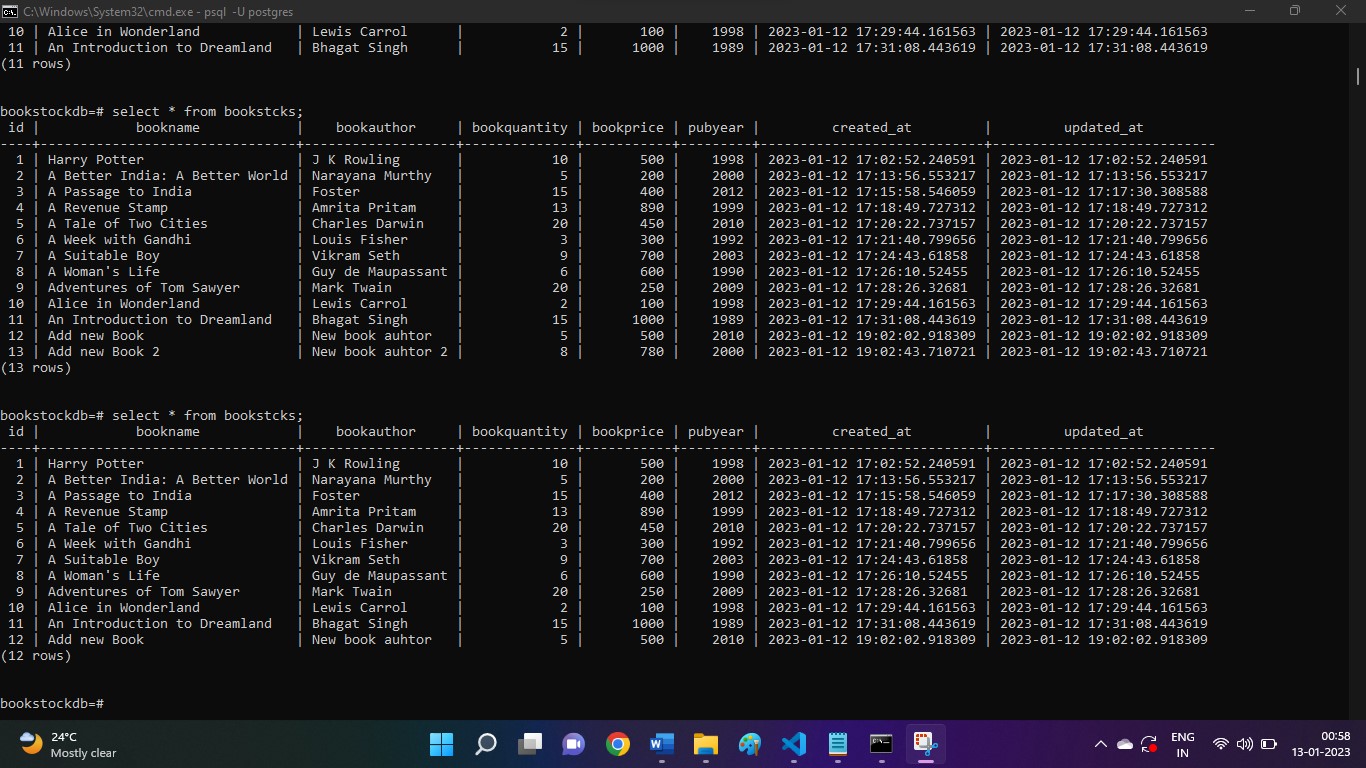 C:\Windows\System32\cmd.exe - psql  -U postgres
 10 | Alice in Wonderland            | Lewis Carrol      |            2 |       100 |    1998 | 2023-01-12 17:29:44.161563 | 2023-01-12 17:29:44.161563
 11 | An Introduction to Dreamland   | Bhagat Singh      |           15 |      1000 |    1989 | 2023-01-12 17:31:08.443619 | 2023-01-12 17:31:08.443619
(11 rows)
bookstockdb=# select * from bookstcks;
 id |            bookname            |    bookauthor     | bookquantity | bookprice | pubyear |         created_at         |         updated_at
----+--------------------------------+-------------------+--------------+-----------+---------+----------------------------+----------------------------
  1 | Harry Potter                   | J K Rowling       |           10 |       500 |    1998 | 2023-01-12 17:02:52.240591 | 2023-01-12 17:02:52.240591
  2 | A Better India: A Better World | Narayana Murthy   |            5 |       200 |    2000 | 2023-01-12 17:13:56.553217 | 2023-01-12 17:13:56.553217
  3 | A Passage to India             | Foster            |           15 |       400 |    2012 | 2023-01-12 17:15:58.546059 | 2023-01-12 17:17:30.308588
  4 | A Revenue Stamp                | Amrita Pritam     |           13 |       890 |    1999 | 2023-01-12 17:18:49.727312 | 2023-01-12 17:18:49.727312
  5 | A Tale of Two Cities           | Charles Darwin    |           20 |       450 |    2010 | 2023-01-12 17:20:22.737157 | 2023-01-12 17:20:22.737157
  6 | A Week with Gandhi             | Louis Fisher      |            3 |       300 |    1992 | 2023-01-12 17:21:40.799656 | 2023-01-12 17:21:40.799656
  7 | A Suitable Boy                 | Vikram Seth       |            9 |       700 |    2003 | 2023-01-12 17:24:43.61858  | 2023-01-12 17:24:43.61858
  8 | A Woman's Life                 | Guy de Maupassant |            6 |       600 |    1990 | 2023-01-12 17:26:10.52455  | 2023-01-12 17:26:10.52455
  9 | Adventures of Tom Sawyer       | Mark Twain        |           20 |       250 |    2009 | 2023-01-12 17:28:26.32681  | 2023-01-12 17:28:26.32681
 10 | Alice in Wonderland            | Lewis Carrol      |            2 |       100 |    1998 | 2023-01-12 17:29:44.161563 | 2023-01-12 17:29:44.161563
 11 | An Introduction to Dreamland   | Bhagat Singh      |           15 |      1000 |    1989 | 2023-01-12 17:31:08.443619 | 2023-01-12 17:31:08.443619
 12 | Add new Book                   | New book auhtor   |            5 |       500 |    2010 | 2023-01-12 19:02:02.918309 | 2023-01-12 19:02:02.918309
 13 | Add new Book 2                 | New book auhtor 2 |            8 |       780 |    2000 | 2023-01-12 19:02:43.710721 | 2023-01-12 19:02:43.710721
(13 rows)
bookstockdb=# select * from bookstcks;
 id |            bookname            |    bookauthor     | bookquantity | bookprice | pubyear |         created_at         |         updated_at
----+--------------------------------+-------------------+--------------+-----------+---------+----------------------------+----------------------------
  1 | Harry Potter                   | J K Rowling       |           10 |       500 |    1998 | 2023-01-12 17:02:52.240591 | 2023-01-12 17:02:52.240591
  2 | A Better India: A Better World | Narayana Murthy   |            5 |       200 |    2000 | 2023-01-12 17:13:56.553217 | 2023-01-12 17:13:56.553217
  3 | A Passage to India             | Foster            |           15 |       400 |    2012 | 2023-01-12 17:15:58.546059 | 2023-01-12 17:17:30.308588
  4 | A Revenue Stamp                | Amrita Pritam     |           13 |       890 |    1999 | 2023-01-12 17:18:49.727312 | 2023-01-12 17:18:49.727312
  5 | A Tale of Two Cities           | Charles Darwin    |           20 |       450 |    2010 | 2023-01-12 17:20:22.737157 | 2023-01-12 17:20:22.737157
  6 | A Week with Gandhi             | Louis Fisher      |            3 |       300 |    1992 | 2023-01-12 17:21:40.799656 | 2023-01-12 17:21:40.799656
  7 | A Suitable Boy                 | Vikram Seth       |            9 |       700 |    2003 | 2023-01-12 17:24:43.61858  | 2023-01-12 17:24:43.61858
  8 | A Woman's Life                 | Guy de Maupassant |            6 |       600 |    1990 | 2023-01-12 17:26:10.52455  | 2023-01-12 17:26:10.52455
  9 | Adventures of Tom Sawyer       | Mark Twain        |           20 |       250 |    2009 | 2023-01-12 17:28:26.32681  | 2023-01-12 17:28:26.32681
 10 | Alice in Wonderland            | Lewis Carrol      |            2 |       100 |    1998 | 2023-01-12 17:29:44.161563 | 2023-01-12 17:29:44.161563
 11 | An Introduction to Dreamland   | Bhagat Singh      |           15 |      1000 |    1989 | 2023-01-12 17:31:08.443619 | 2023-01-12 17:31:08.443619
 12 | Add new Book                   | New book auhtor   |            5 |       500 |    2010 | 2023-01-12 19:02:02.918309 | 2023-01-12 19:02:02.918309
(12 rows)
bookstockdb=#
24°C
Mostly clear
ENG
IN
00:58
13-01-2023